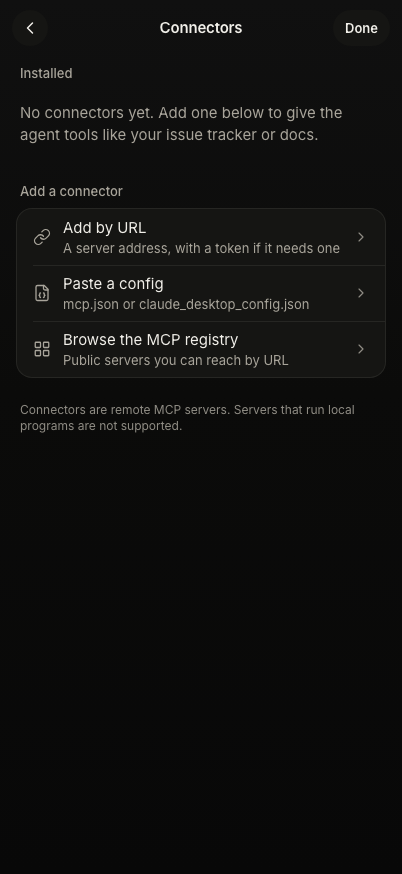 Connectors
Done
Installed
No connectors yet. Add one below to give the
agent tools like your issue tracker or docs.
Add a connector
Add by URL
A server address, with a token if it needs one
Paste a config
mcp.json or claude_desktop_config.json
Browse the MCP registry
Public servers you can reach by URL
Connectors are remote MCP servers. Servers that run local
programs are not supported.